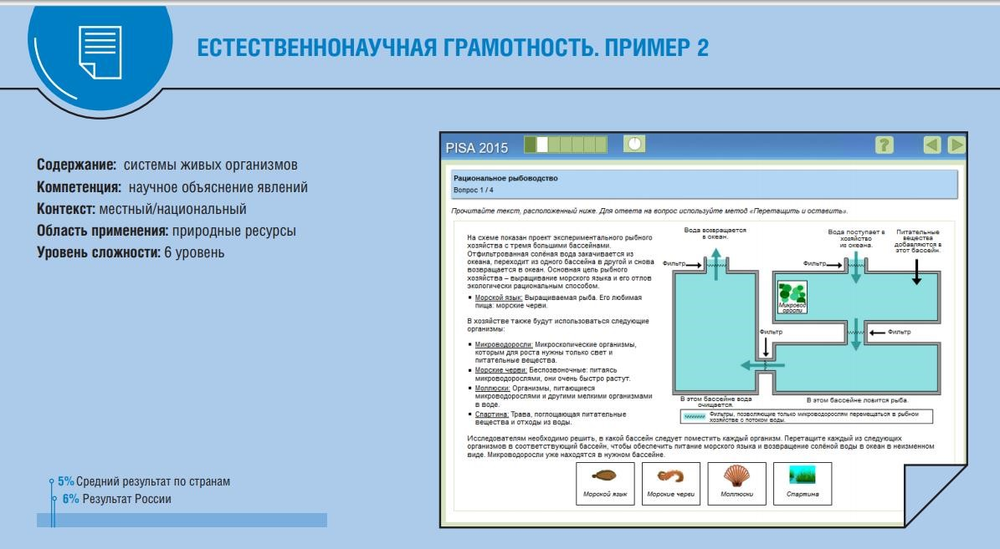 ЕСТЕСТВЕННОНАУЧНАЯ ГРАМОТНОСТЬ. ПРИМЕР 2
Содержание: системы живых организмов
Компетенция: научное объяснение явлений
Контекст: местный/национальный
Область применения: природные ресурсы
Уровень сложности: 6 уровень
5% Средний результат по странам
6% Результат России
PISA 2015
?
Рациональное рыбоводство
Вопрос 1 / 4
Прочитайте текст, расположенный ниже. Для ответа на вопрос используйте метод «Перетащить и оставить».
На схеме показан проект экспериментального рыбного
хозяйства с тремя большими бассейнами.
Отфильтрованная солёная вода закачивается из
океана, переходит из одного бассейна в другой и снова
возвращается в океан. Основная цель рыбного
хозяйства – выращивание морского языка и его отлов
экологически рациональным способом.
▪ Морской язык: Выращиваемая рыба. Его любимая
пища: морские черви.
В хозяйстве также будут использоваться следующие
организмы:
▪ Микроводоросли: Микроскопические организмы,
которым для роста нужны только свет и
питательные вещества.
▪ Морские черви: Беспозвоночные: питаясь
микроводорослями, они очень быстро растут.
▪ Моллюски: Организмы, питающиеся
микроводорослями и другими мелкими организмами
в воде.
▪ Спартина: Трава, поглощающая питательные
вещества и отходы из воды.
Вода возвращается
в океан.
Вода поступает в
хозяйство
из океана.
Питательные
вещества
добавляются в
этот бассейн.
Фильтр
Фильтр
Микровод
оросли
Фильтр
Фильтр
В этом бассейне вода
очищается.
В этом бассейне ловится рыба.
Фильтры, позволяющие только микроводорослям перемещаться в рыбном
хозяйстве с потоком воды.
Исследователям необходимо решить, в какой бассейн следует поместить каждый организм. Перетащите каждый из следующих
организмов в соответствующий бассейн, чтобы обеспечить питание морского языка и возвращение солёной воды в океан в неизменном
виде. Микроводоросли уже находятся в нужном бассейне.
Морской язык
Морские черви
Моллюски
Спартина